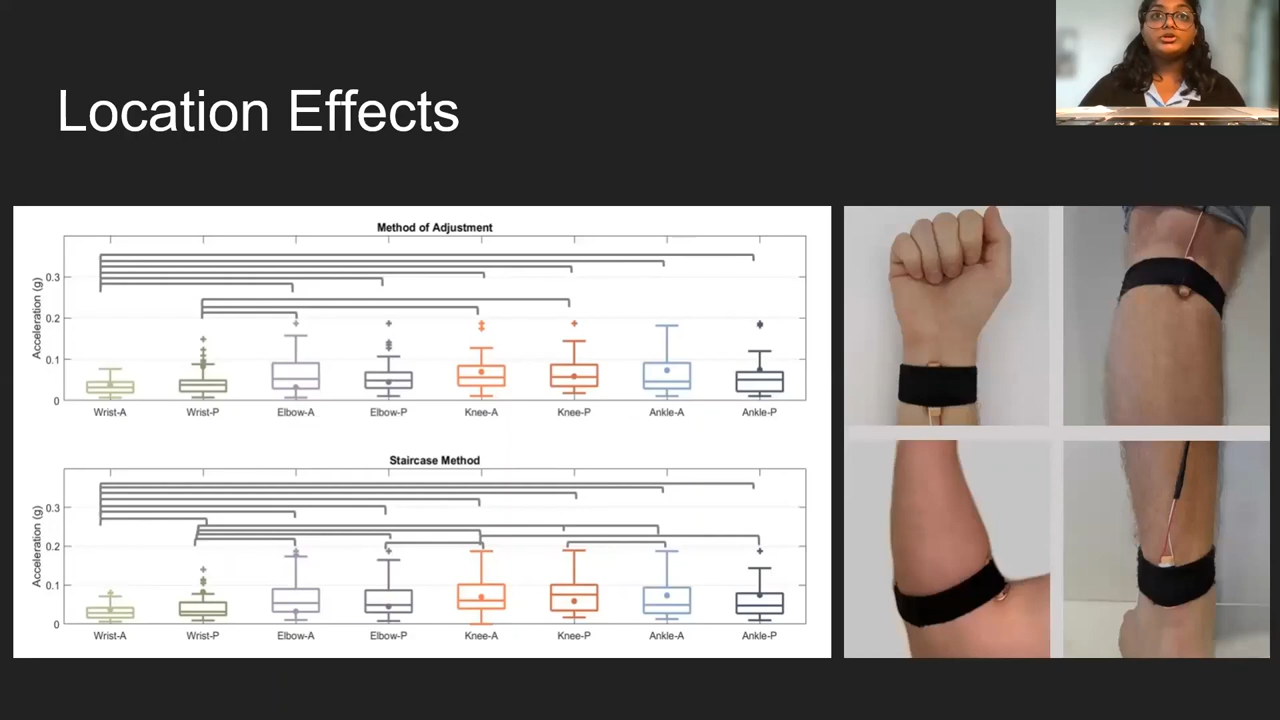 Location Effects
Method of Adjustment
Acceleration (g)
0.3
0.2
0.1
0
Wrist-A Wrist-P Elbow-A Elbow-P Knee-A Knee-P Ankle-A Ankle-P
Staircase Method
Acceleration (g)
0.3
0.2
0.1
0
Wrist-A Wrist-P Elbow-A Elbow-P Knee-A Knee-P Ankle-A Ankle-P